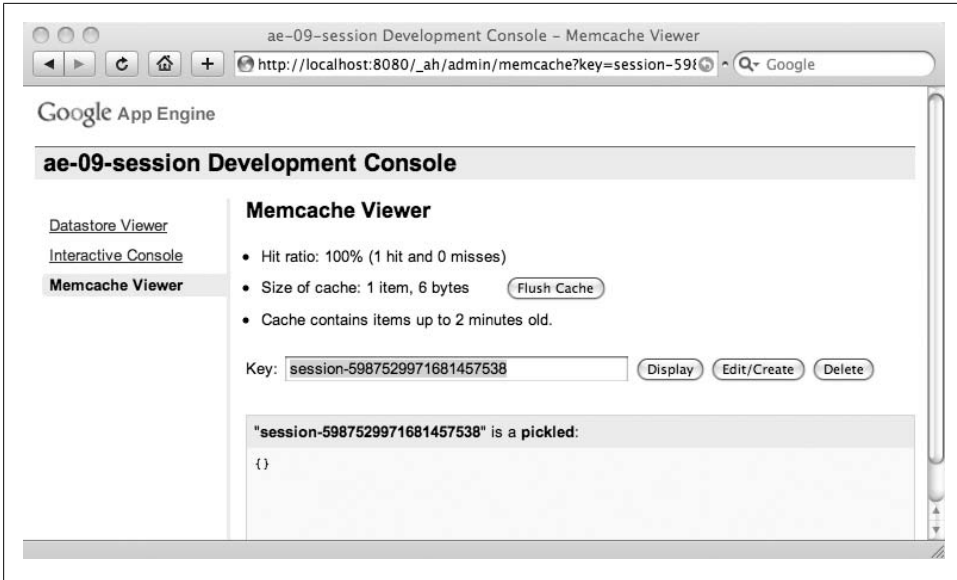 ae-09-session Development Console – Memcache Viewer
http://localhost:8080/_ah/admin/memcache?key=session-598
Google
Google App Engine
ae-09-session Development Console
Datastore Viewer
Interactive Console
Memcache Viewer
Memcache Viewer
• Hit ratio: 100% (1 hit and 0 misses)
• Size of cache: 1 item, 6 bytes Flush Cache
• Cache contains items up to 2 minutes old.
Key: session-5987529971681457538 Display Edit/Create Delete
"session-5987529971681457538" is a pickled:
{}